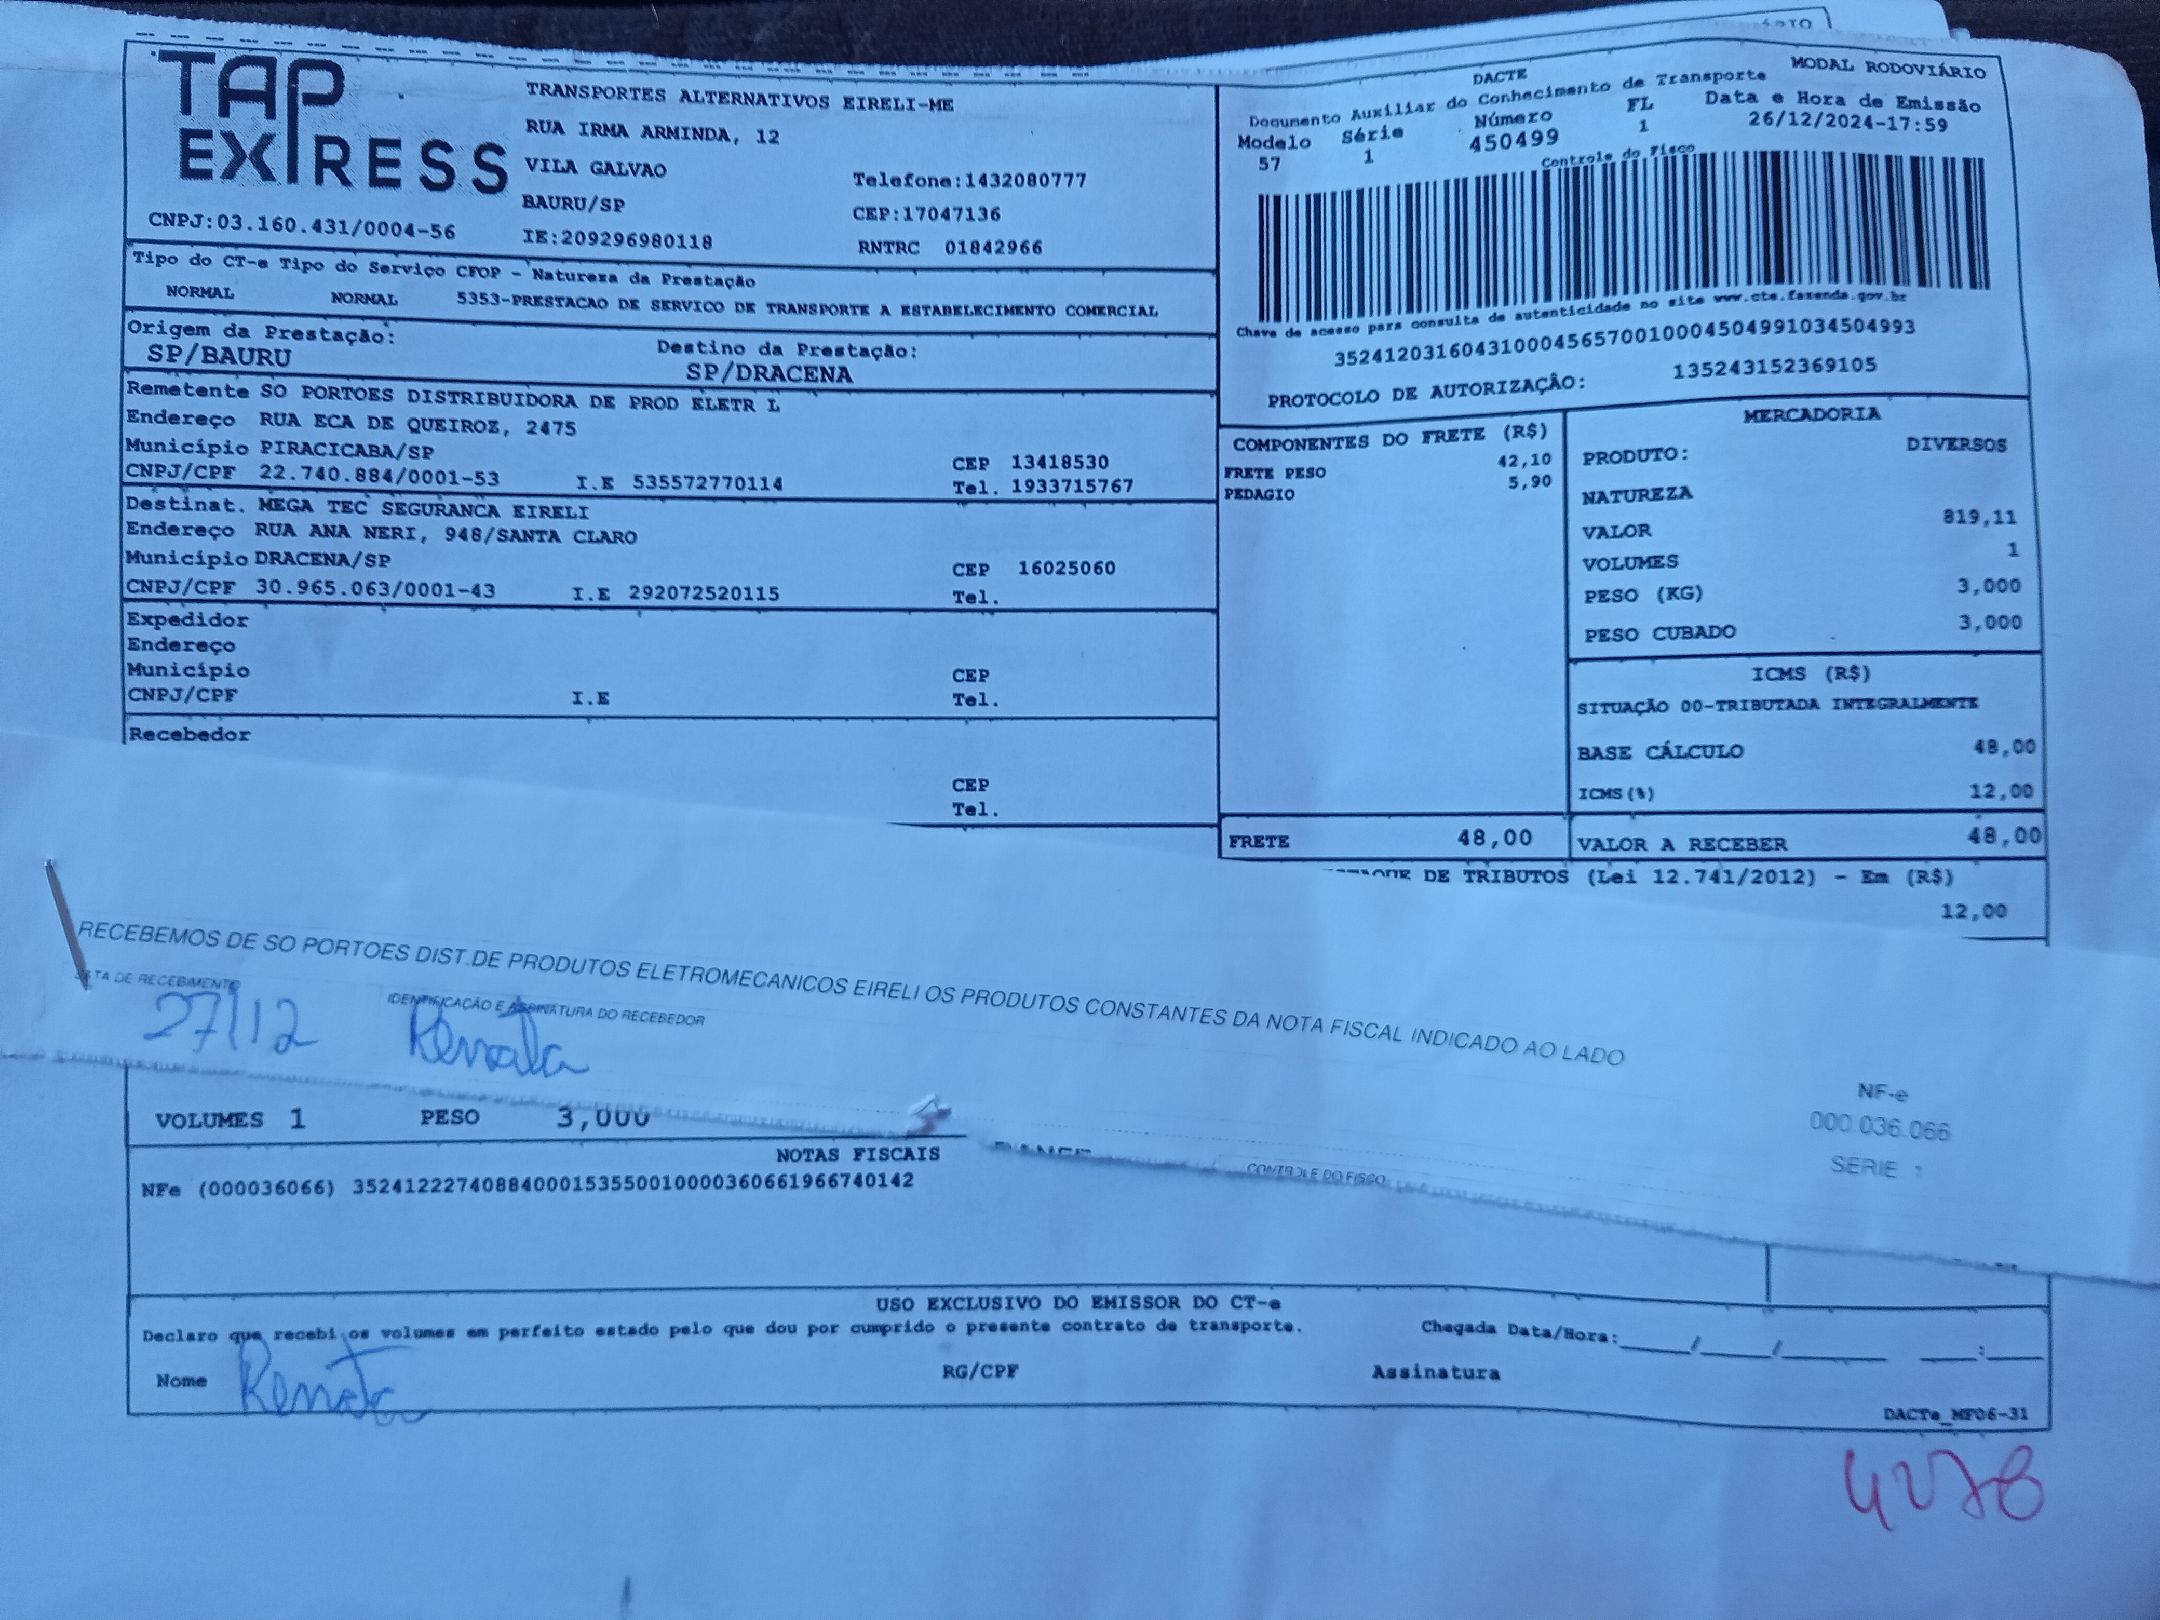 TAP EXPRESS
TRANSPORTES ALTERNATIVOS EIRELI-ME
RUA IRMA ARMINDA, 12
VILA GALVAO
Telefone:1432080777
BAURU/SP
CEP:17047136
CNPJ:03.160.431/0004-56
IE:209296980118
RNTRC 01842966
MODAL RODOVIÁRIO
DACTE
Documento Auxiliar do Conhecimento de Transporte
Modelo Série Número FL Data e Hora de Emissão
57 1 450499 1 26/12/2024-17:59
Controle do Fisco
Chave de acesso para consulta de autenticidade no site www.cte.fazenda.gov.br
35241203160431000456570010004504991034504993
PROTOCOLO DE AUTORIZAÇÃO: 135243152369105
Tipo do CT-e Tipo do Serviço CFOP - Natureza da Prestação
NORMAL NORMAL 5353-PRESTACAO DE SERVICO DE TRANSPORTE A ESTABELECIMENTO COMERCIAL
Origem da Prestação: Destino da Prestação:
SP/BAURU SP/DRACENA
Remetente SO PORTOES DISTRIBUIDORA DE PROD ELETR L
Endereço RUA ECA DE QUEIROZ, 2475
Município PIRACICABA/SP CEP 13418530
CNPJ/CPF 22.740.884/0001-53 I.E 535572770114 Tel. 1933715767
Destinat. MEGA TEC SEGURANCA EIRELI
Endereço RUA ANA NERI, 948/SANTA CLARO
Município DRACENA/SP CEP 16025060
CNPJ/CPF 30.965.063/0001-43 I.E 292072520115 Tel.
Expedidor
Endereço
Município CEP
CNPJ/CPF I.E Tel.
Recebedor
CEP
Tel.
COMPONENTES DO FRETE (R$)
FRETE PESO 42,10
PEDAGIO 5,90
FRETE 48,00
MERCADORIA
PRODUTO: DIVERSOS
NATUREZA
VALOR 819,11
VOLUMES 1
PESO (KG) 3,000
PESO CUBADO 3,000
ICMS (R$)
SITUAÇÃO 00-TRIBUTADA INTEGRALMENTE
BASE CÁLCULO 48,00
ICMS(%) 12,00
VALOR A RECEBER 48,00
DE TRIBUTOS (Lei 12.741/2012) - Em (R$)
12,00
RECEBEMOS DE SO PORTOES DIST.DE PRODUTOS ELETROMECANICOS EIRELI OS PRODUTOS CONSTANTES DA NOTA FISCAL INDICADO AO LADO
DATA DE RECEBIMENTO IDENTIFICAÇÃO E ASSINATURA DO RECEBEDOR
27/12 Renata
NF-e
000.036.066
SERIE 1
CONTROLE DO FISCO
VOLUMES 1 PESO 3,000
NOTAS FISCAIS
NFe (000036066) 35241222740884000153550010000360661966740142
USO EXCLUSIVO DO EMISSOR DO CT-e
Declaro que recebi os volumes em perfeito estado pelo que dou por cumprido o presente contrato de transporte. Chegada Data/Hora:____/____/______ ___:___
Nome Renata RG/CPF Assinatura
DACTe_MF06-31
4278